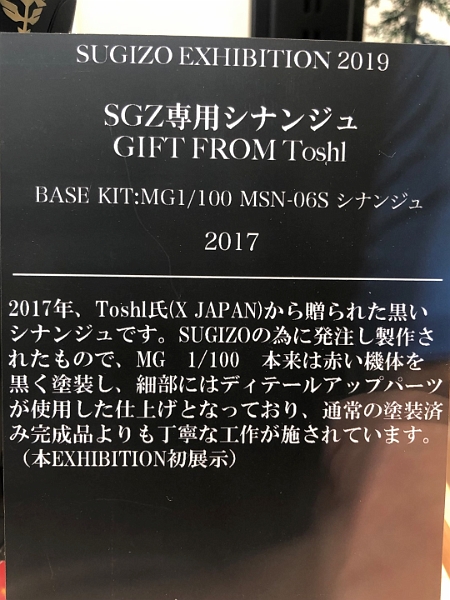 SUGIZO EXHIBITION 2019
SGZ専用シナンジュ
GIFT FROM Toshl
BASE KIT:MG1/100 MSN-06S シナンジュ
2017
2017年、Toshl氏(X JAPAN)から贈られた黒い
シナンジュです。SUGIZOの為に発注し製作さ
れたもので、MG　1/100　本来は赤い機体を
黒く塗装し、細部にはディテールアップパーツ
が使用した仕上げとなっており、通常の塗装済
み完成品よりも丁寧な工作が施されています。
（本EXHIBITION初展示）